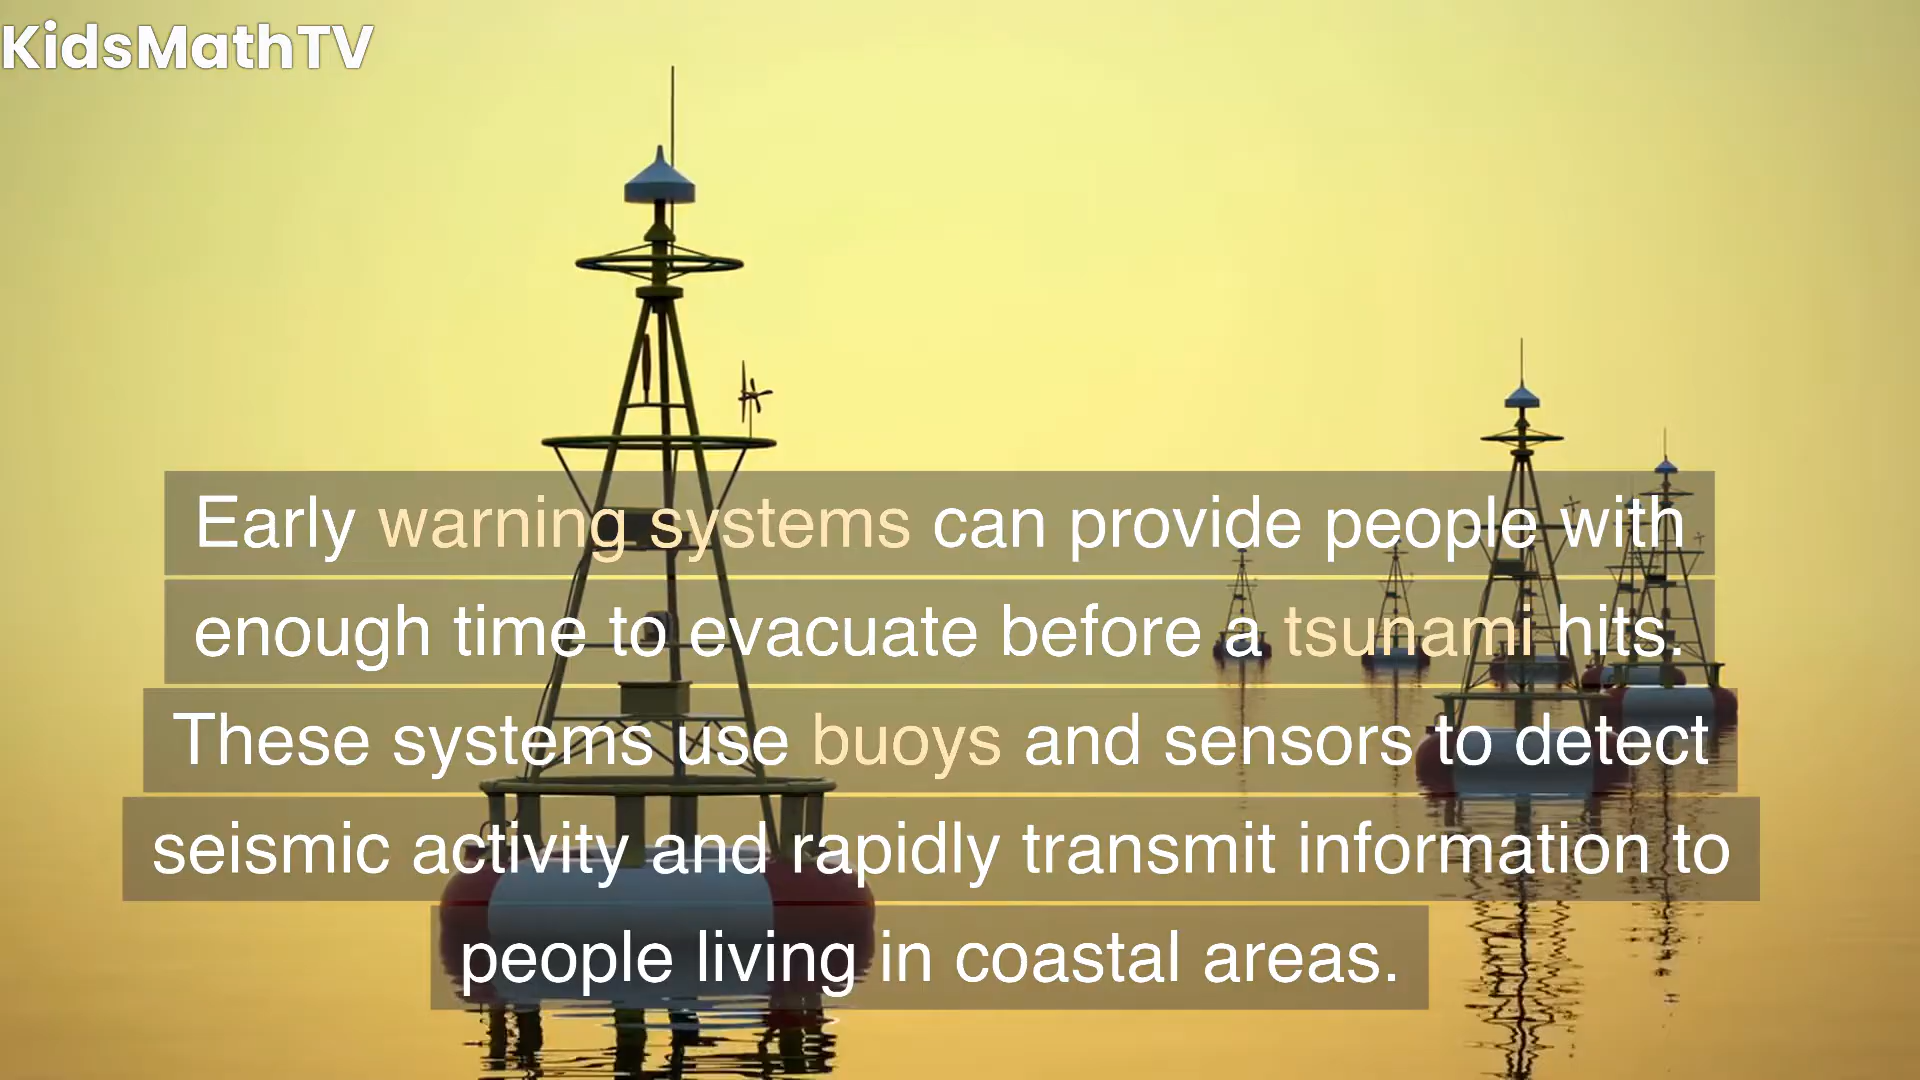 KidsMathTV
Early warning systems can provide people with
enough time to evacuate before a tsunami hits.
These systems use buoys and sensors to detect
seismic activity and rapidly transmit information to
people living in coastal areas.